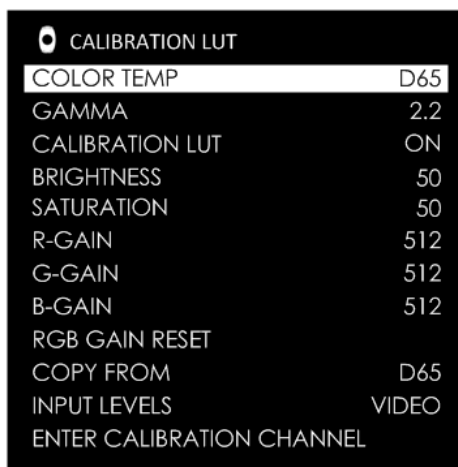 CALIBRATION LUT
COLOR TEMP D65
GAMMA 2.2
CALIBRATION LUT ON
BRIGHTNESS 50
SATURATION 50
R-GAIN 512
G-GAIN 512
B-GAIN 512
RGB GAIN RESET
COPY FROM D65
INPUT LEVELS VIDEO
ENTER CALIBRATION CHANNEL